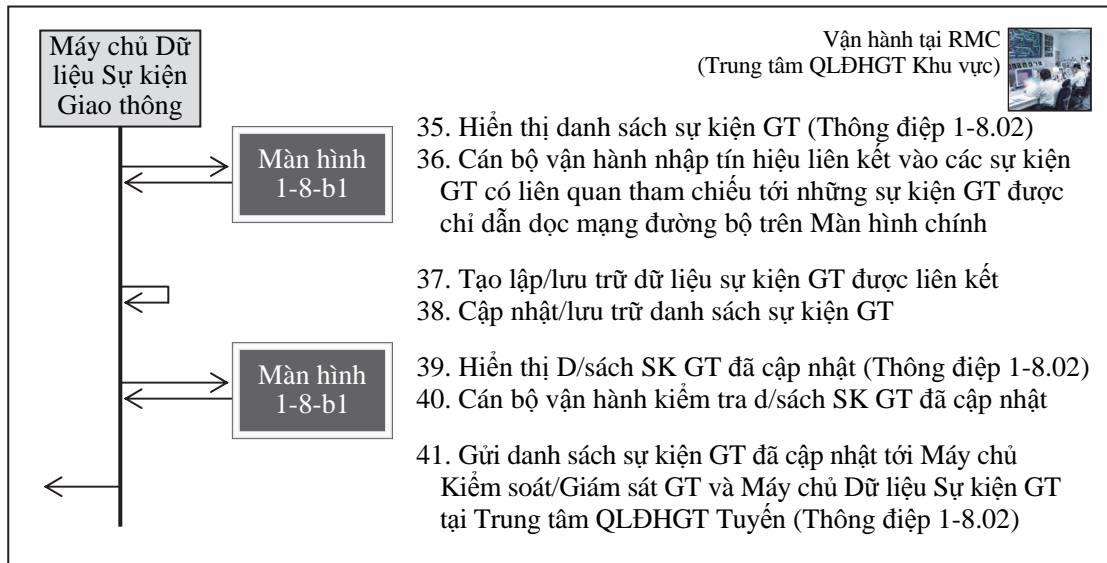 Máy chủ Dữ
liệu Sự kiện
Giao thông
Vận hành tại RMC
(Trung tâm QLĐHGT Khu vực)
Màn hình
1-8-b1
35. Hiển thị danh sách sự kiện GT (Thông điệp 1-8.02)
36. Cán bộ vận hành nhập tín hiệu liên kết vào các sự kiện
GT có liên quan tham chiếu tới những sự kiện GT được
chỉ dẫn dọc mạng đường bộ trên Màn hình chính
37. Tạo lập/lưu trữ dữ liệu sự kiện GT được liên kết
38. Cập nhật/lưu trữ danh sách sự kiện GT
Màn hình
1-8-b1
39. Hiển thị D/sách SK GT đã cập nhật (Thông điệp 1-8.02)
40. Cán bộ vận hành kiểm tra d/sách SK GT đã cập nhật
41. Gửi danh sách sự kiện GT đã cập nhật tới Máy chủ
Kiểm soát/Giám sát GT và Máy chủ Dữ liệu Sự kiện GT
tại Trung tâm QLĐHGT Tuyến (Thông điệp 1-8.02)